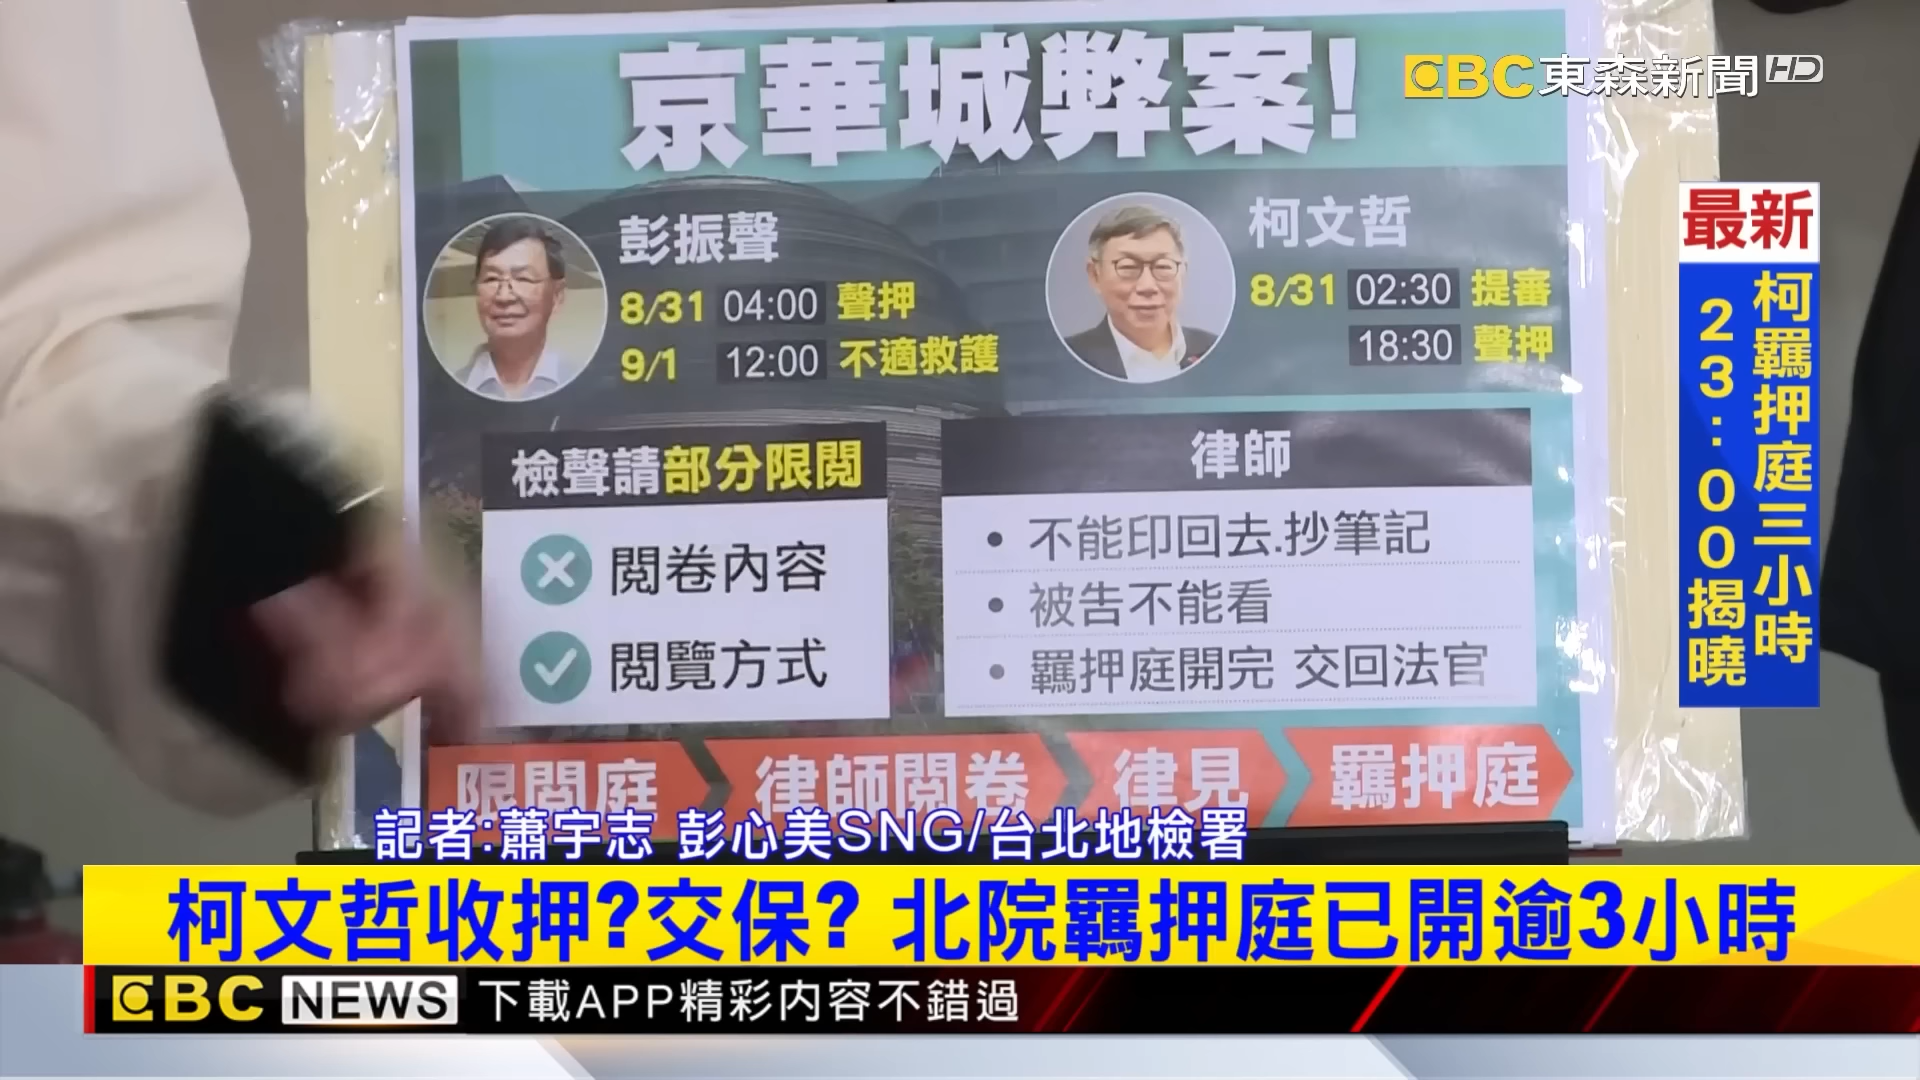 京華城弊案!
EBC東森新聞HD
彭振聲
8/31 04:00 聲押
9/1 12:00 不適救護
柯文哲
8/31 02:30 提審
18:30 聲押
檢聲請部分限閱
閱卷內容
閱覽方式
律師
• 不能印回去.抄筆記
• 被告不能看
• 羈押庭開完 交回法官
限閱庭
律師閱卷
律見
羈押庭
最新
柯羈押庭三小時
23:00揭曉
記者:蕭宇志 彭心美SNG/台北地檢署
柯文哲收押?交保? 北院羈押庭已開逾3小時
EBC NEWS 下載APP精彩內容不錯過